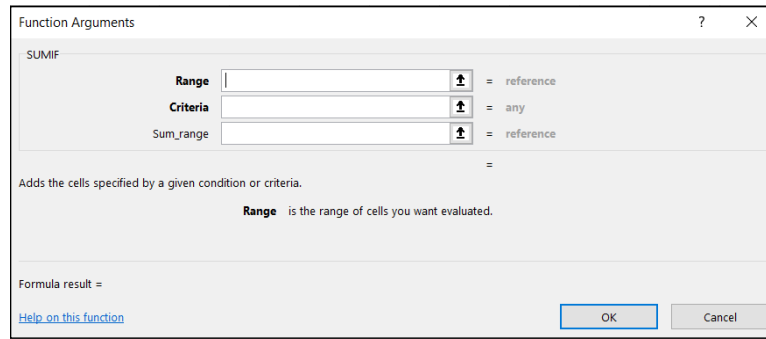 Function Arguments ? ×
SUMIF
Range = reference
Criteria = any
Sum_range = reference
=
Adds the cells specified by a given condition or criteria.
Range is the range of cells you want evaluated.
Formula result =
Help on this function OK Cancel